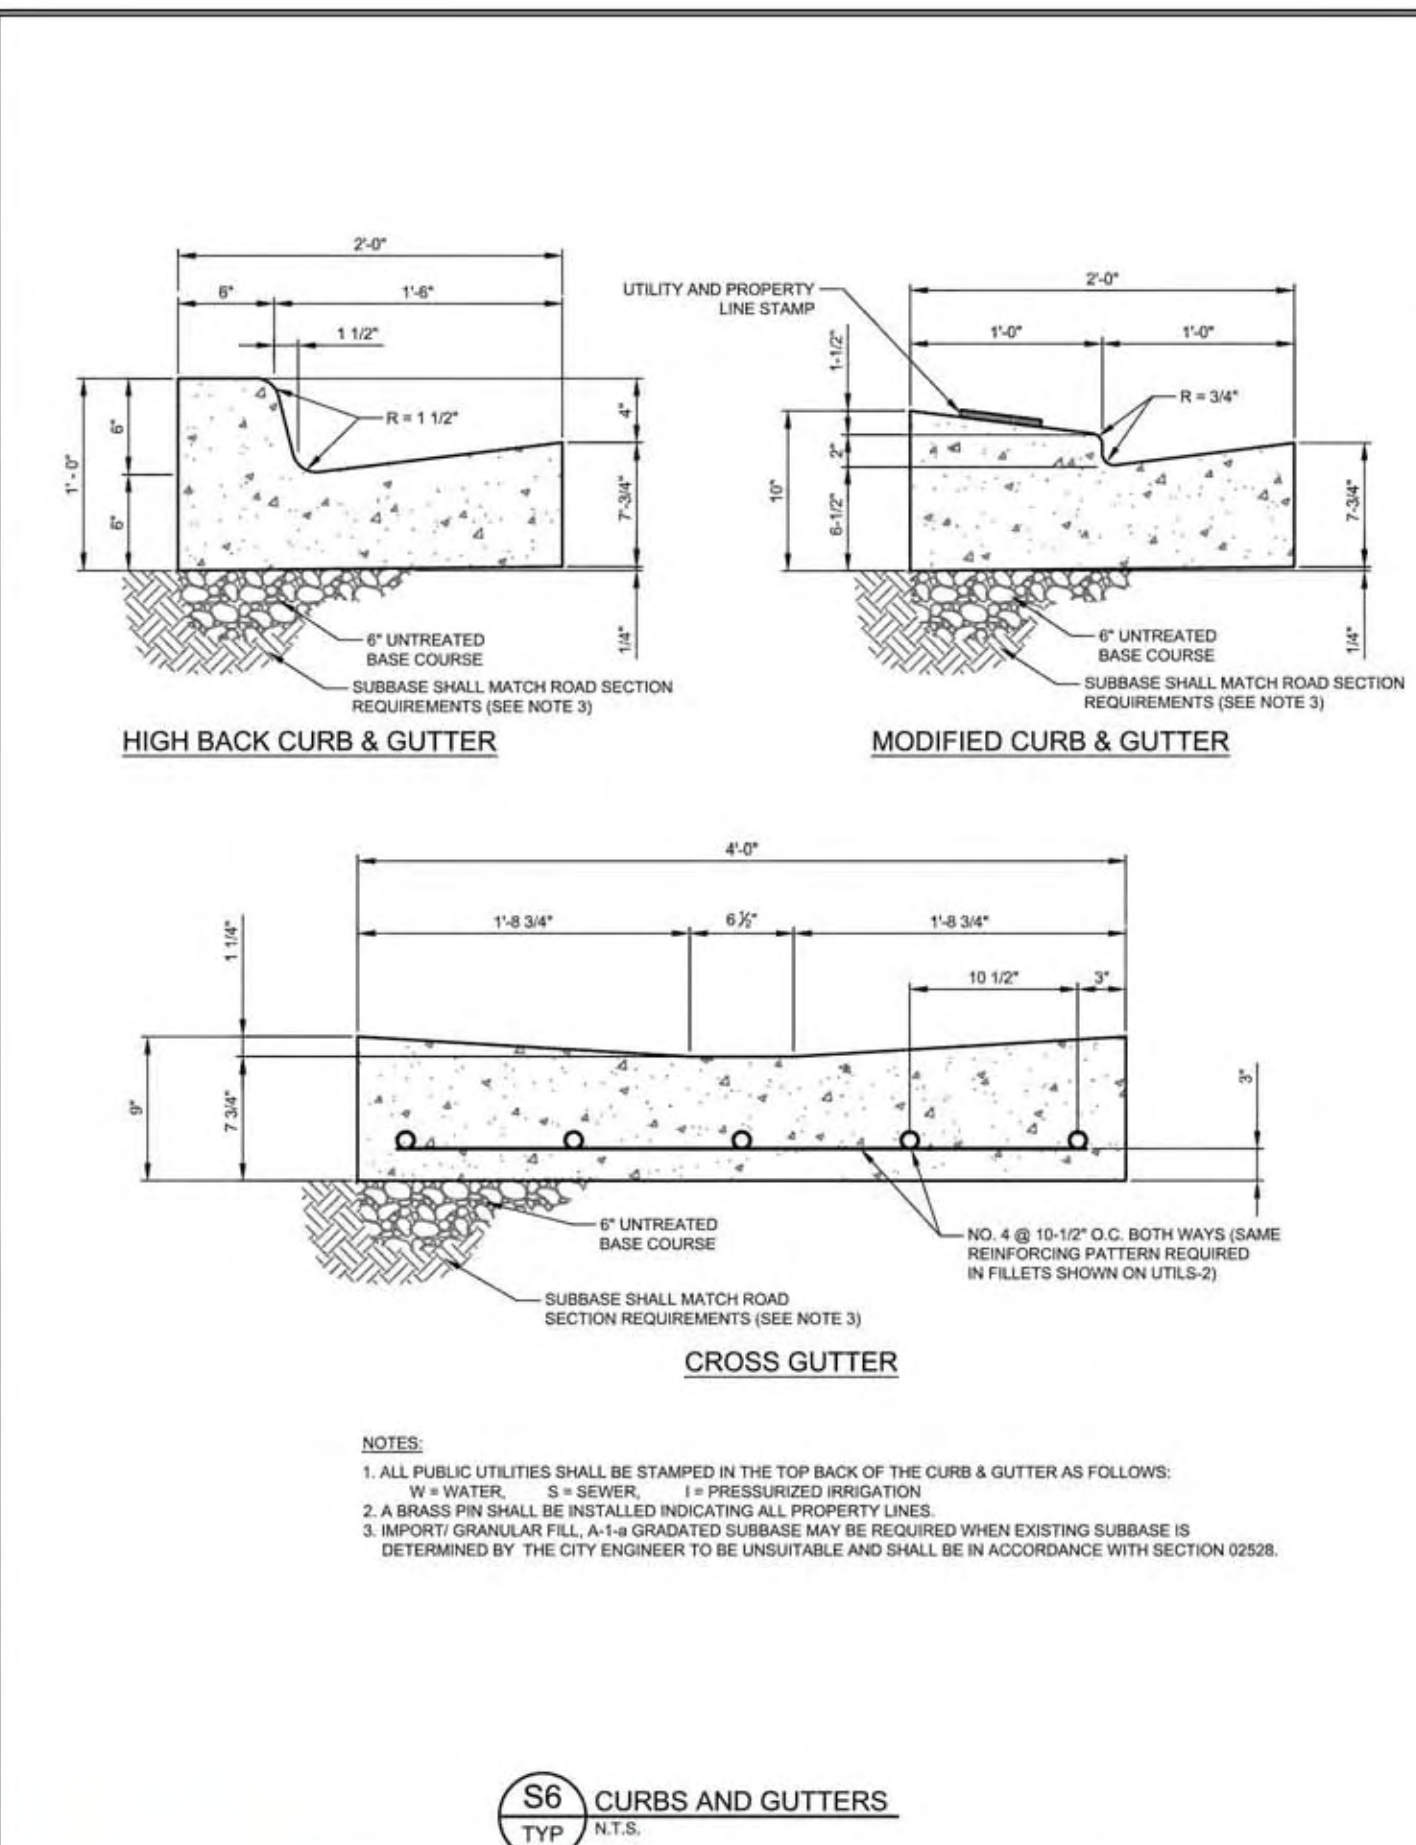 2'-0"
6"
1'-6"
1 1/2"
R = 1 1/2"
1'- 0"
6"
6"
4"
7'-3/4"
1/4"
6" UNTREATED
BASE COURSE
SUBBASE SHALL MATCH ROAD SECTION
REQUIREMENTS (SEE NOTE 3)
HIGH BACK CURB & GUTTER
UTILITY AND PROPERTY
LINE STAMP
2'-0"
1'-0"
1'-0"
1-1/2"
R = 3/4"
10"
2"
6-1/2"
7-3/4"
1/4"
6" UNTREATED
BASE COURSE
SUBBASE SHALL MATCH ROAD SECTION
REQUIREMENTS (SEE NOTE 3)
MODIFIED CURB & GUTTER
4'-0"
1'-8 3/4"
6 ½"
1'-8 3/4"
1 1/4"
10 1/2"
3"
9"
7 3/4"
3"
6" UNTREATED
BASE COURSE
NO. 4 @ 10-1/2" O.C. BOTH WAYS (SAME
REINFORCING PATTERN REQUIRED
IN FILLETS SHOWN ON UTILS-2)
SUBBASE SHALL MATCH ROAD
SECTION REQUIREMENTS (SEE NOTE 3)
CROSS GUTTER
NOTES:
1. ALL PUBLIC UTILITIES SHALL BE STAMPED IN THE TOP BACK OF THE CURB & GUTTER AS FOLLOWS:
W = WATER, S = SEWER, I = PRESSURIZED IRRIGATION
2. A BRASS PIN SHALL BE INSTALLED INDICATING ALL PROPERTY LINES.
3. IMPORT/ GRANULAR FILL, A-1-a GRADATED SUBBASE MAY BE REQUIRED WHEN EXISTING SUBBASE IS
DETERMINED BY THE CITY ENGINEER TO BE UNSUITABLE AND SHALL BE IN ACCORDANCE WITH SECTION 02528.
S6
TYP
CURBS AND GUTTERS
N.T.S.